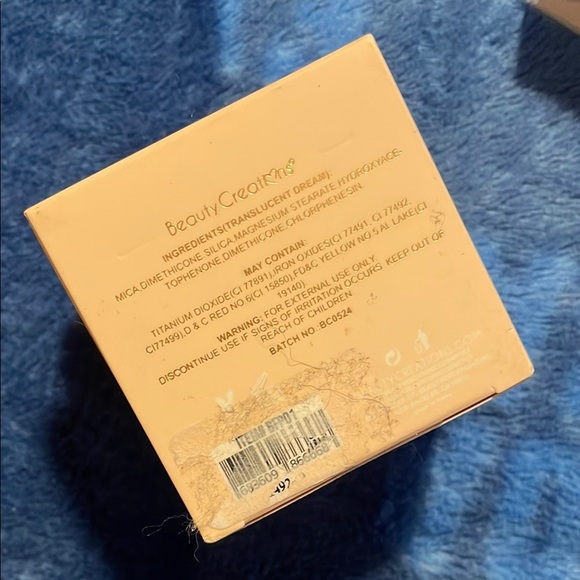 BeautyCreations
INGREDIENTS(TRANSLUCENT DREAM):
MICA,DIMETHICONE SILICA,MAGNESIUM STEARATE,HYDROXYACE-
TOPHENONE,DIMETHICONE,CHLORPHENESIN
MAY CONTAIN:
TITANIUM DIOXIDE(CI 77891),IRON OXIDES(CI 77491, CI 77492,
CI77499),D & C RED NO 6(CI 15850),FD&C YELLOW NO 5 AL LAKE(CI
19140)
WARNING: FOR EXTERNAL USE ONLY,
DISCONTINUE USE IF SIGNS OF IRRITATION OCCURS KEEP OUT OF
REACH OF CHILDREN
BATCH NO.:BC0524